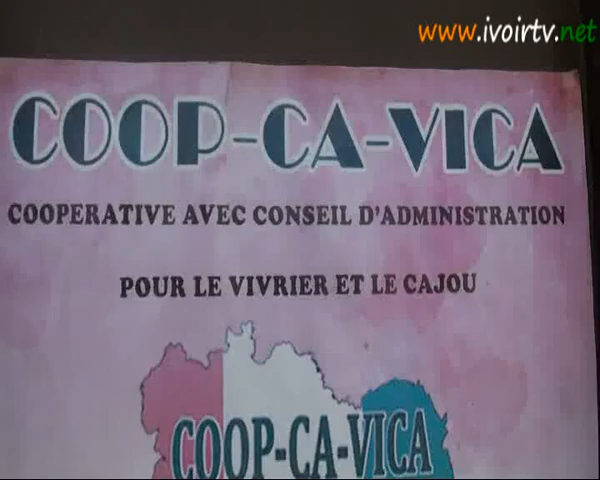 www.ivoirtv.net
COOP-CA-VICA
COOPERATIVE AVEC CONSEIL D'ADMINISTRATION
POUR LE VIVRIER ET LE CAJOU
COOP-CA-VICA